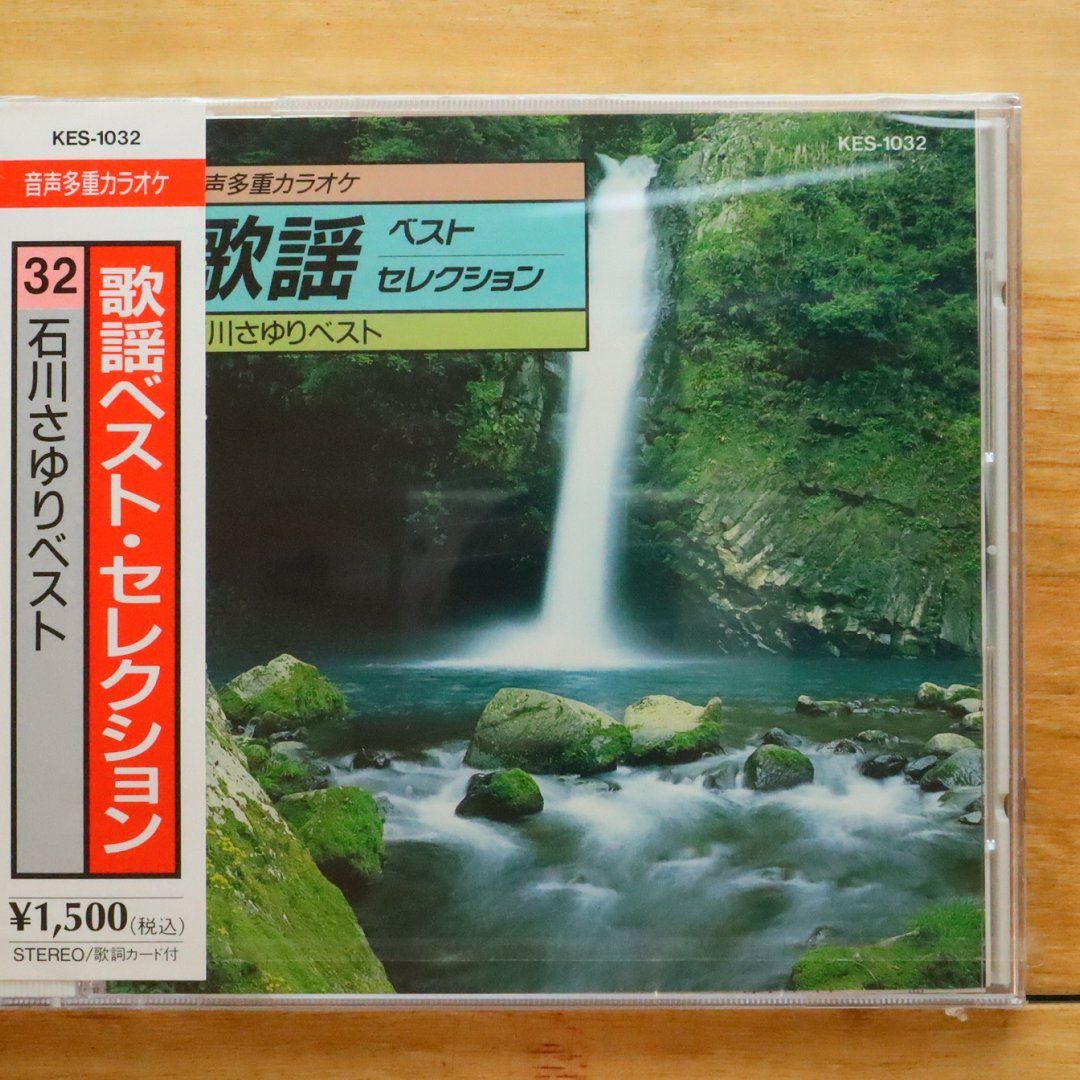 KES-1032
音声多重カラオケ
32
石川さゆりベスト
歌謡ベスト・セレクション
¥1,500(税込)
STEREO/歌詞カード付
KES-1032
声多重カラオケ
歌謡
ベスト
セレクション
川さゆりベスト